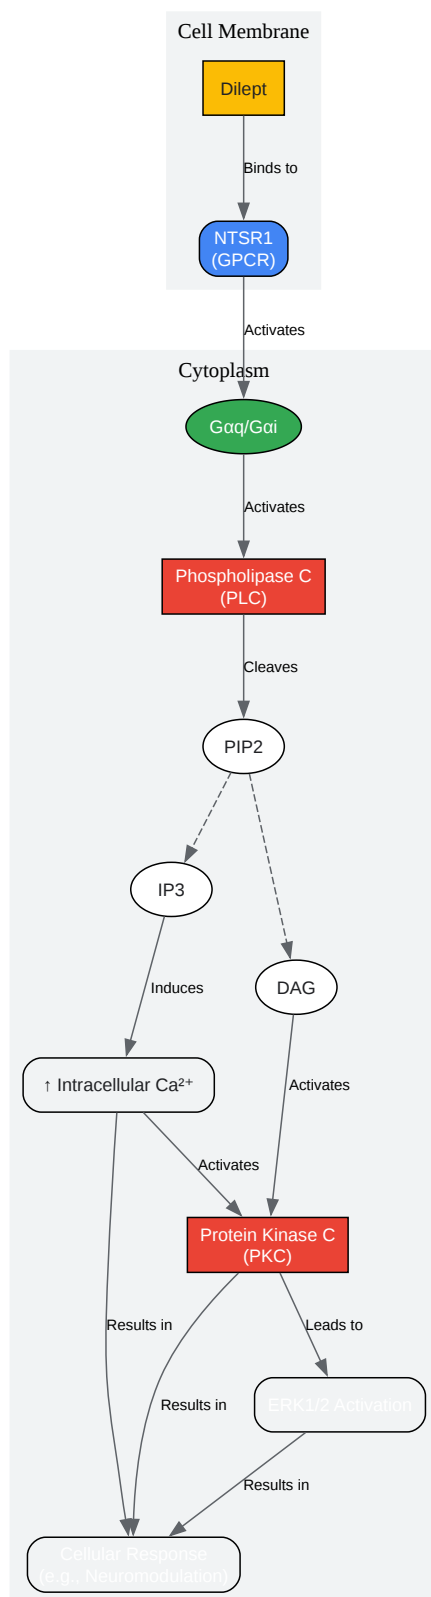 Cell Membrane
Dilept
Binds to
NTSR1
(GPCR)
Activates
Cytoplasm
Gαq/Gαi
Activates
Phospholipase C
(PLC)
Cleaves
PIP2
IP3
DAG
Induces
Activates
↑ Intracellular Ca²⁺
Activates
Protein Kinase C
(PKC)
Results in
Leads to
ERK1/2 Activation
Results in
Results in
Cellular Response
(e.g., Neuromodulation)